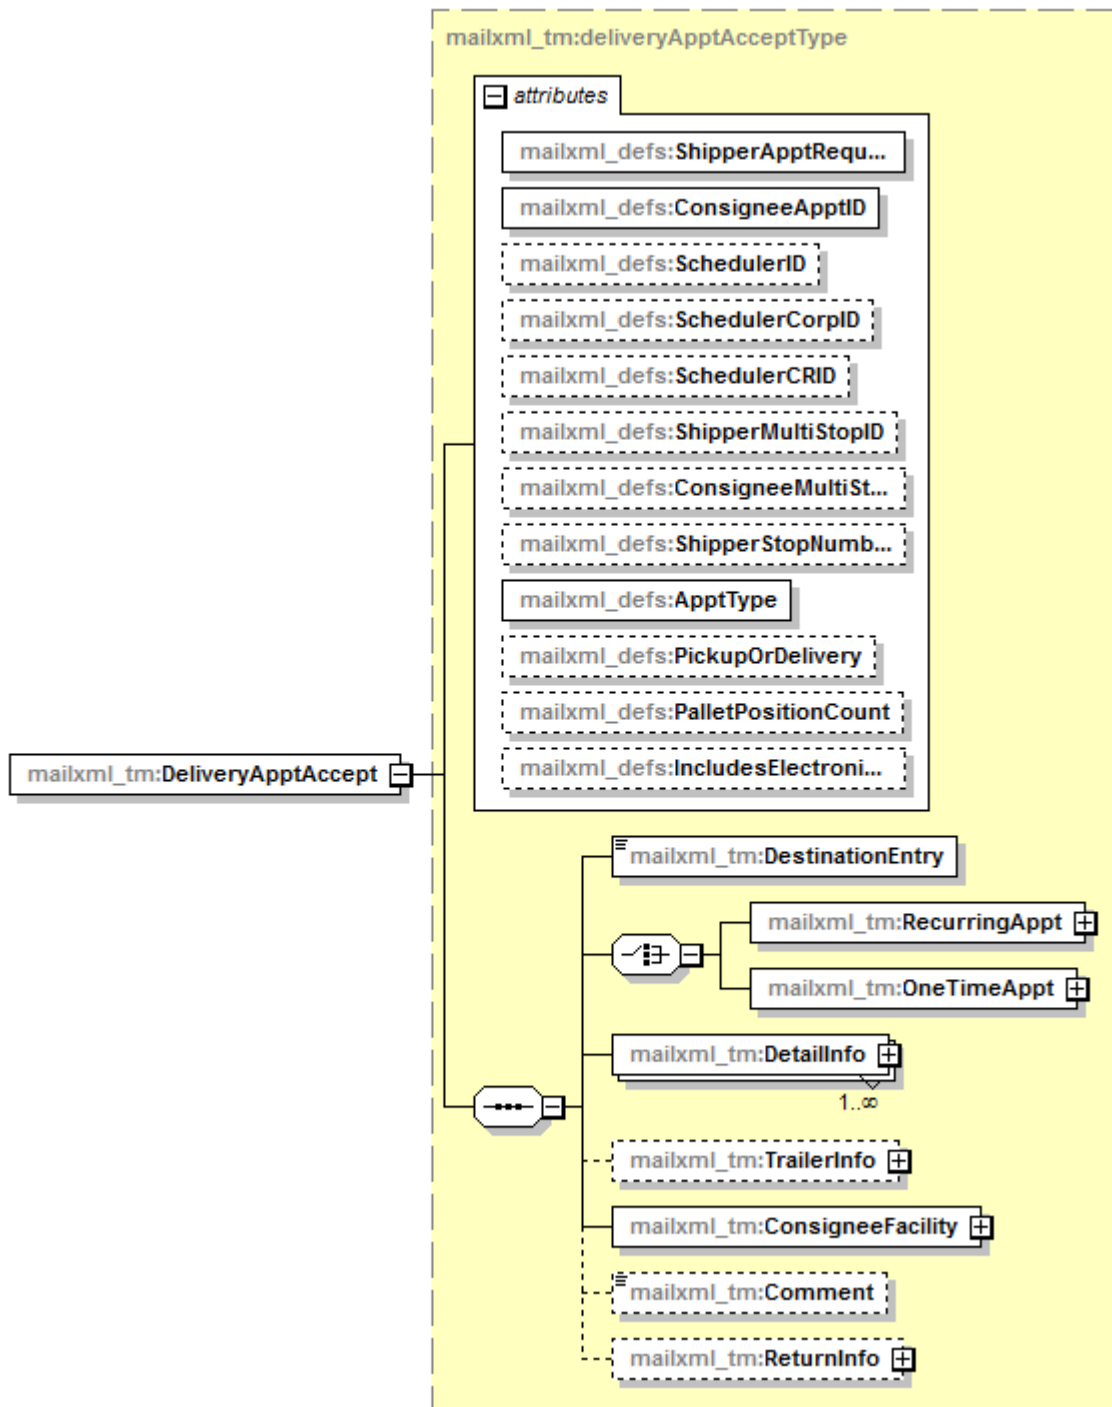 mailxml_tm:deliveryApptAcceptType
attributes
mailxml_defs:ShipperApptRequ...
mailxml_defs:ConsigneeApptID
mailxml_defs:SchedulerID
mailxml_defs:SchedulerCorpID
mailxml_defs:SchedulerCRID
mailxml_defs:ShipperMultiStopID
mailxml_defs:ConsigneeMultiSt...
mailxml_defs:ShipperStopNumb...
mailxml_defs:ApptType
mailxml_defs:PickupOrDelivery
mailxml_defs:PalletPositionCount
mailxml_defs:IncludesElectroni...
mailxml_tm:DeliveryApptAccept
mailxml_tm:DestinationEntry
mailxml_tm:RecurringAppt
mailxml_tm:OneTimeAppt
mailxml_tm:DetailInfo
1..∞
mailxml_tm:TrailerInfo
mailxml_tm:ConsigneeFacility
mailxml_tm:Comment
mailxml_tm:ReturnInfo